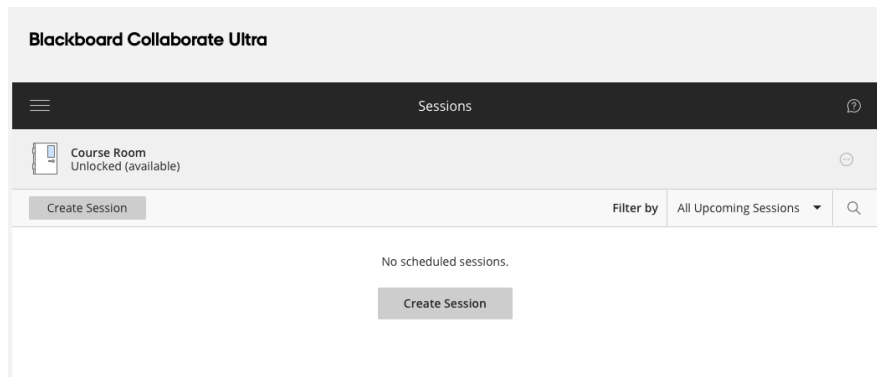 Blackboard Collaborate Ultra
Sessions
Course Room
Unlocked (available)
Create Session
Filter by All Upcoming Sessions
No scheduled sessions.
Create Session